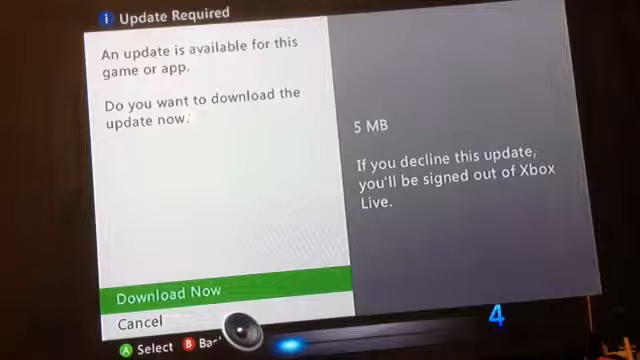 i Update Required
An update is available for this
game or app.
Do you want to download the
update now?
5 MB
If you decline this update,
you'll be signed out of Xbox
Live.
Download Now
Cancel
A Select B
4